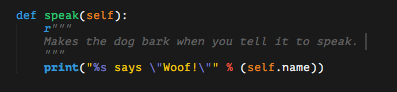 def speak(self):
r"""
Makes the dog bark when you tell it to speak.
"""
print("%s says \"Woof!\"" % (self.name))